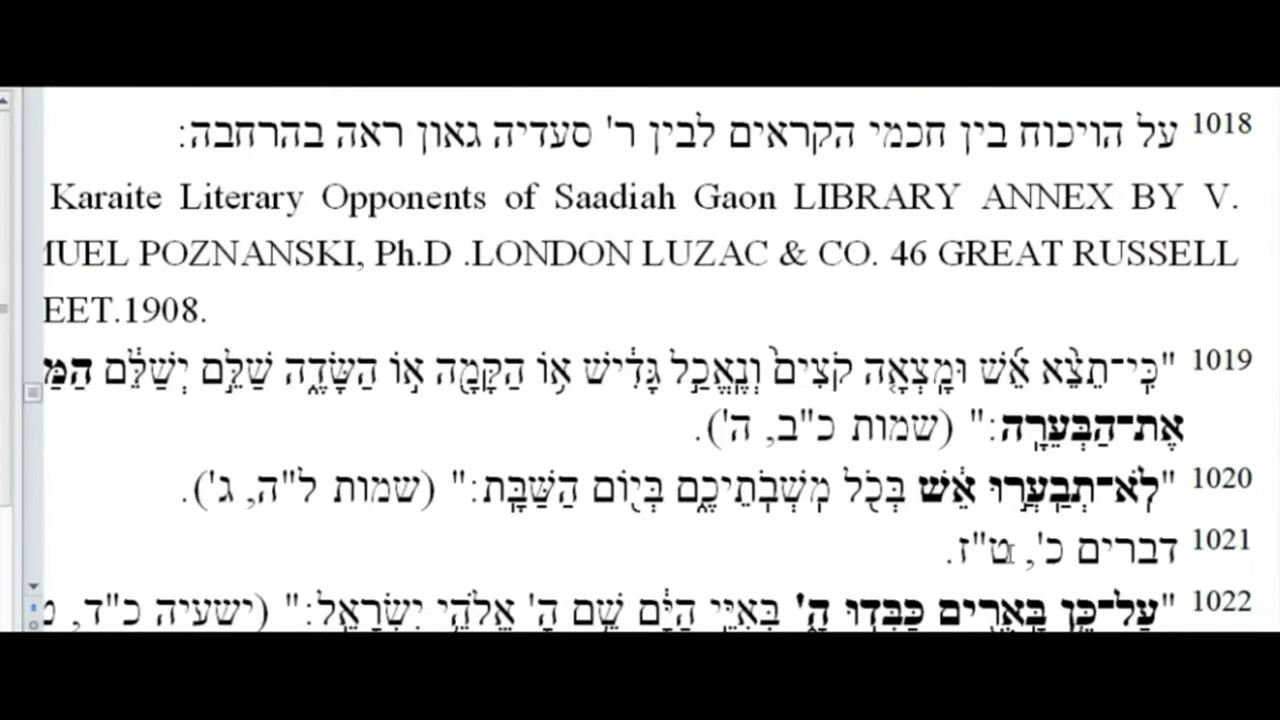 1018 על הויכוח בין חכמי הקראים לבין ר' סעדיה גאון ראה בהרחבה:
Karaite Literary Opponents of Saadiah Gaon LIBRARY ANNEX BY V.
POZNANSKI, Ph.D .LONDON LUZAC & CO. 46 GREAT RUSSELL
EET.1908.
1019 "כִּֽי־תֵצֵ֨א אֵ֜שׁ וּמָצְאָ֤ה קֹצִים֙ וְנֶאֱכַ֣ל גָּדִ֔ישׁ א֥וֹ הַקָּמָ֖ה א֣וֹ הַשָּׂדֶ֑ה שַׁלֵּ֣ם יְשַׁלֵּ֔ם
אֶת־הַבְּעֵרָֽה:" (שמות כ"ב, ה').
1020 "לֹא־תְבַעֲר֣וּ אֵ֔שׁ בְּכֹ֖ל מֹשְׁבֹֽתֵיכֶ֑ם בְּי֖וֹם הַשַּׁבָּֽת:" (שמות ל"ה, ג').
1021 דברים כ', ט"ז.
1022 "עַל־כֵּ֥ן בָּאֻרִ֖ים כַּבְּד֣וּ ה' בְּאִיֵּ֣י הַיָּ֔ם שֵׁ֥ם ה' אֱלֹהֵ֥י יִשְׂרָאֵֽל:" (ישעיה כ"ד,